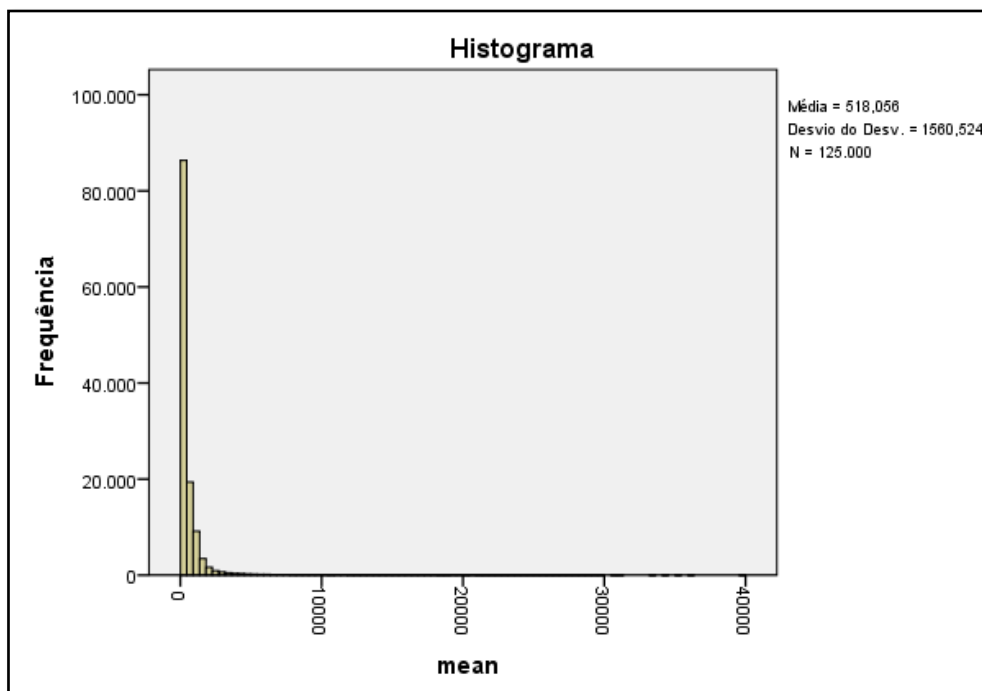 Histograma
Média = 518,056
Desvio do Desv. = 1560,524
N = 125.000
100.000
80.000
60.000
40.000
20.000
0
Frequência
0
10000
20000
30000
40000
mean